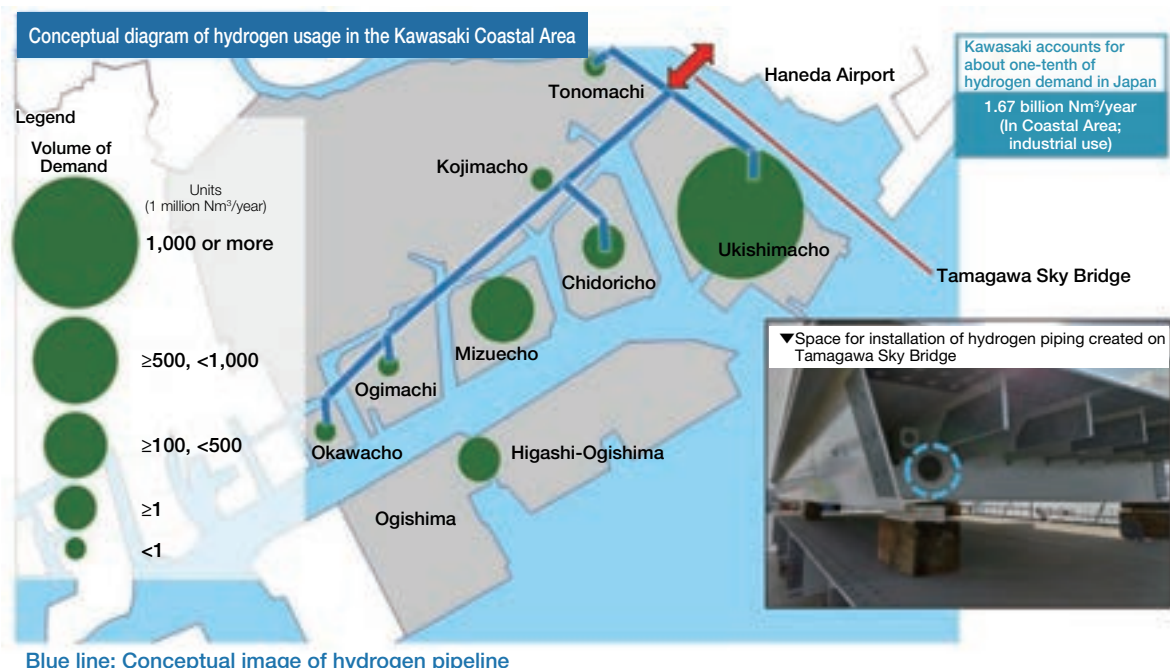 Conceptual diagram of hydrogen usage in the Kawasaki Coastal Area
Kawasaki accounts for
about one-tenth of
hydrogen demand in Japan
1.67 billion Nm³/year
(In Coastal Area;
industrial use)
Haneda Airport
Tonomachi
Legend
Volume of
Demand
Units
(1 million Nm³/year)
1,000 or more
≥500, <1,000
≥100, <500
≥1
<1
Kojimacho
Ukishimacho
Chidoricho
Tamagawa Sky Bridge
Mizuecho
Ogimachi
Okawacho
Higashi-Ogishima
Ogishima
▼Space for installation of hydrogen piping created on
Tamagawa Sky Bridge
Blue line: Conceptual image of hydrogen pipeline